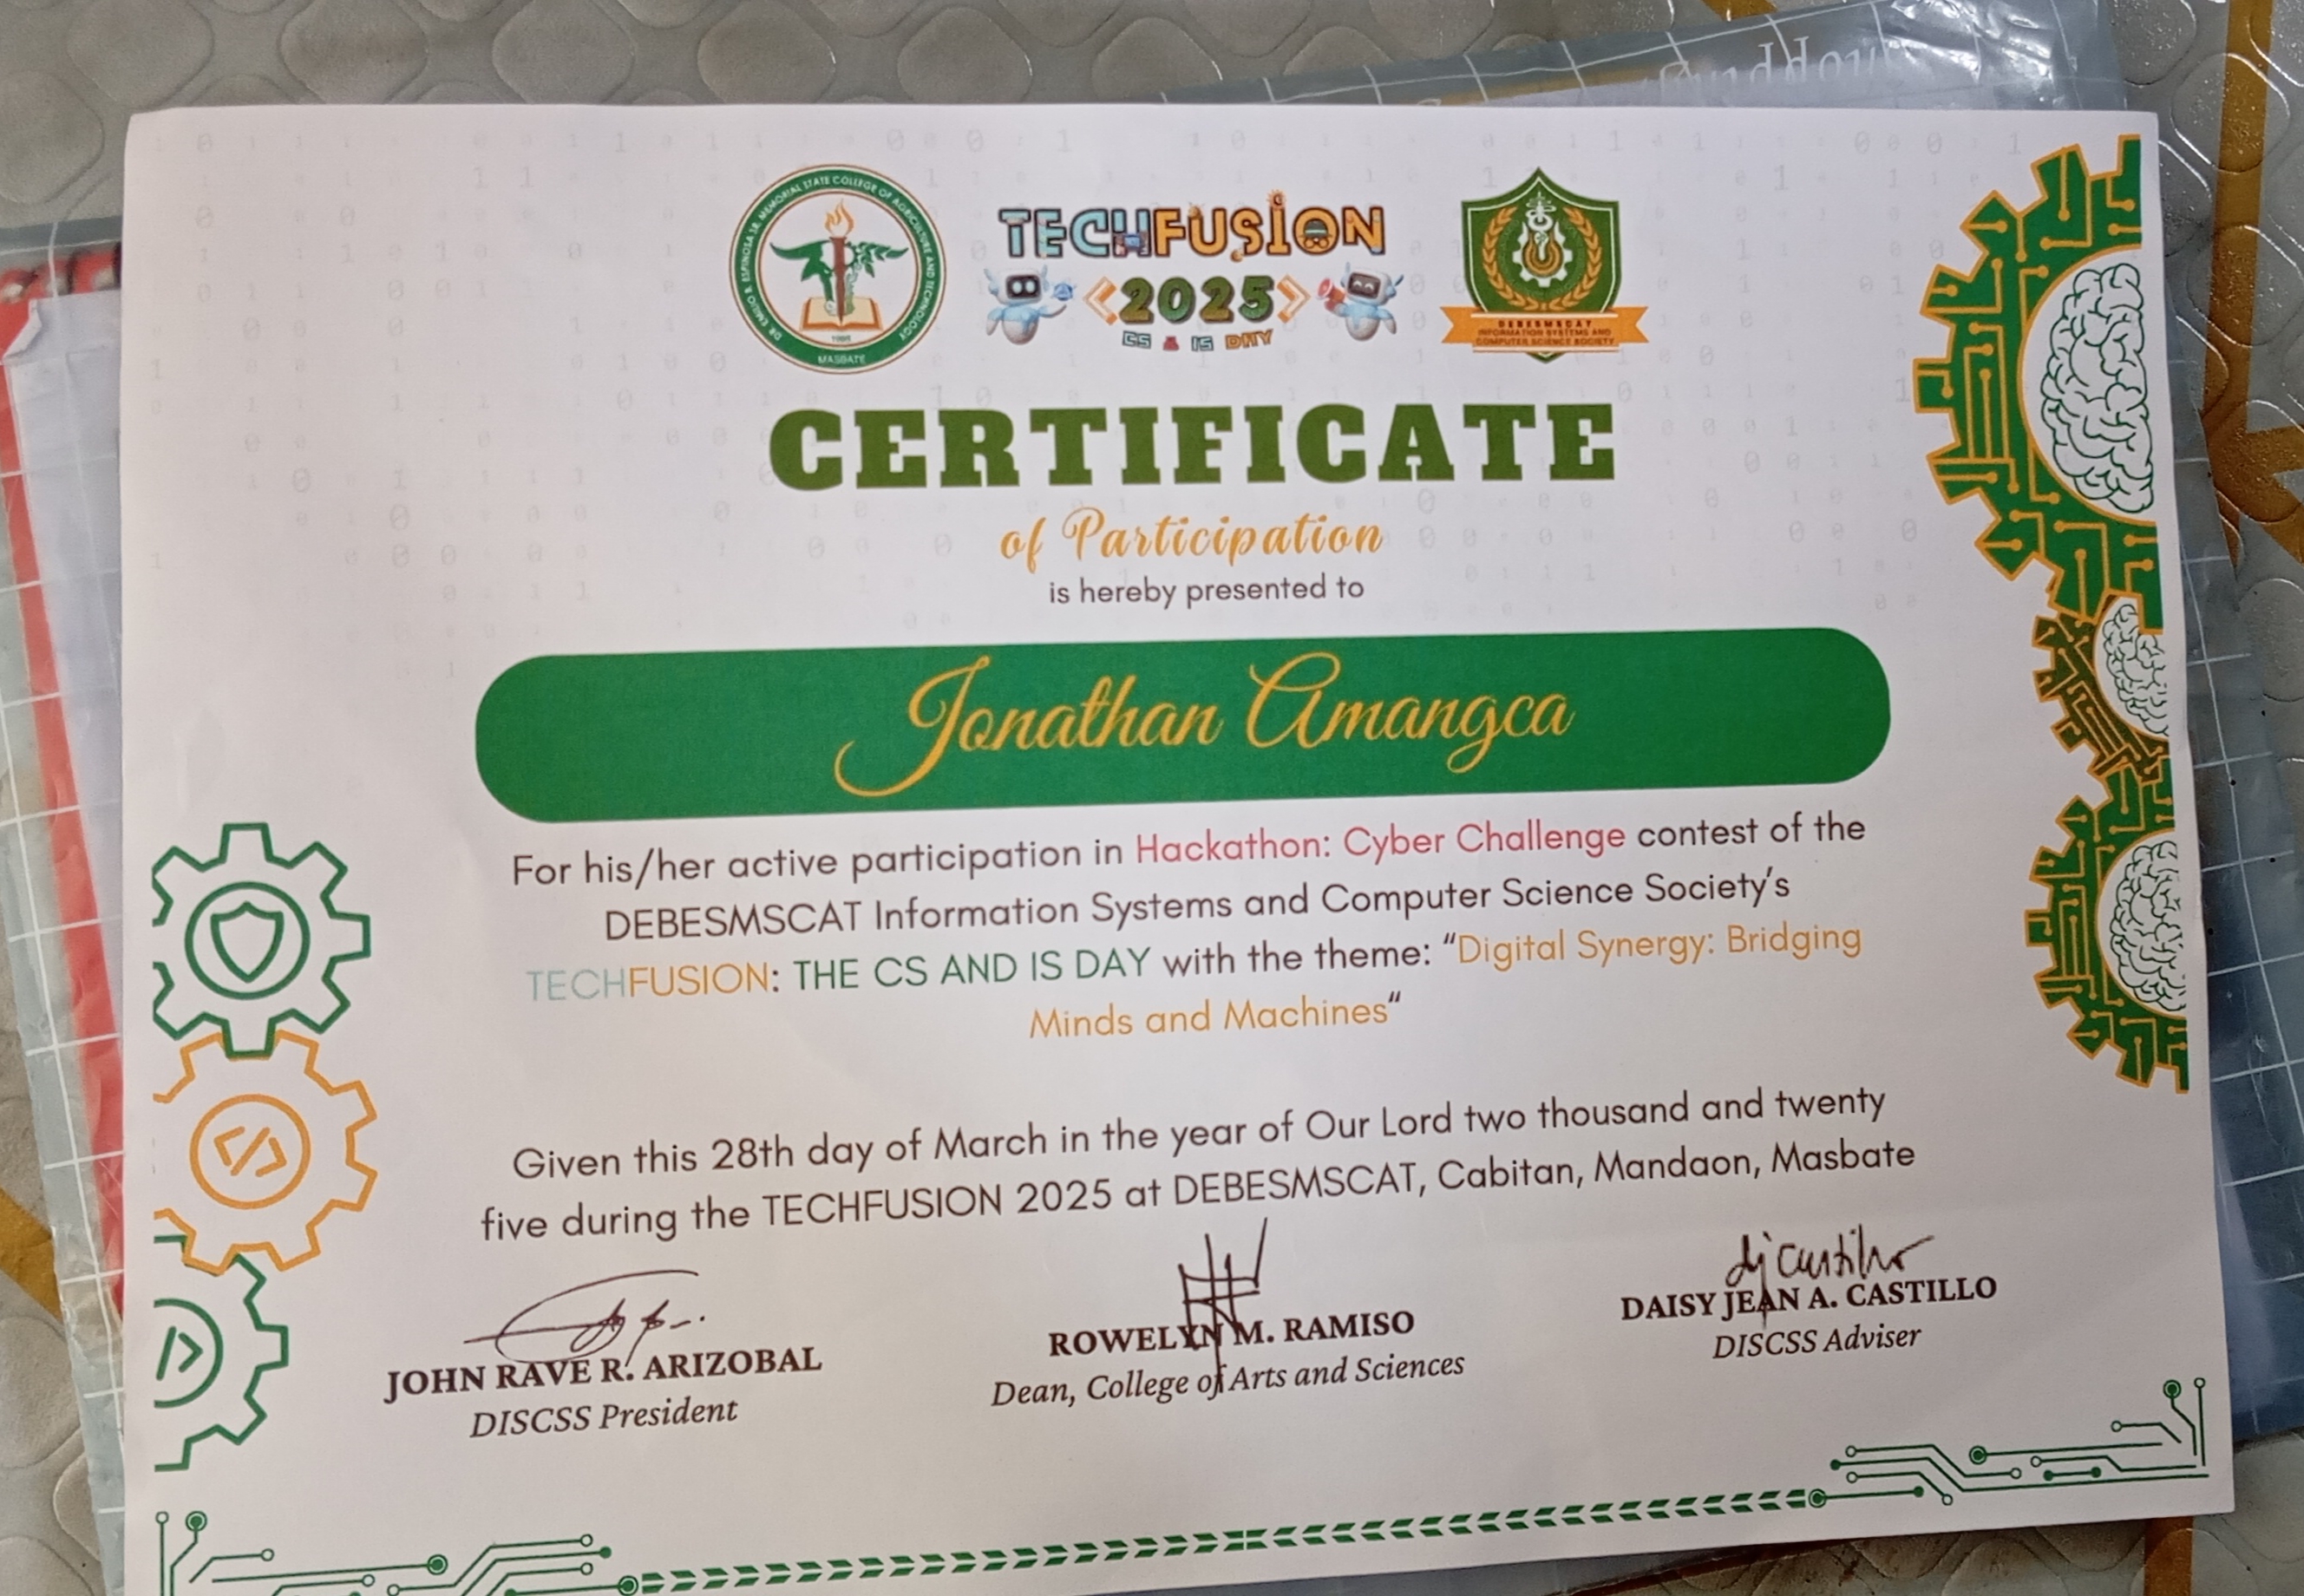 DR. EMILIO B. ESPINOSA SR. MEMORIAL STATE COLLEGE OF AGRICULTURE AND TECHNOLOGY
MASBATE
TECHFUSION
<2025>
CS & IS DAY
DEBESMSCAT
INFORMATION SYSTEMS AND
COMPUTER SCIENCE SOCIETY
CERTIFICATE
of Participation
is hereby presented to
Jonathan Amangca
For his/her active participation in Hackathon: Cyber Challenge contest of the
DEBESMSCAT Information Systems and Computer Science Society's
TECHFUSION: THE CS AND IS DAY with the theme: “Digital Synergy: Bridging
Minds and Machines“
Given this 28th day of March in the year of Our Lord two thousand and twenty
five during the TECHFUSION 2025 at DEBESMSCAT, Cabitan, Mandaon, Masbate
JOHN RAVE R. ARIZOBAL
DISCSS President
ROWELYN M. RAMISO
Dean, College of Arts and Sciences
djcastillo
DAISY JEAN A. CASTILLO
DISCSS Adviser